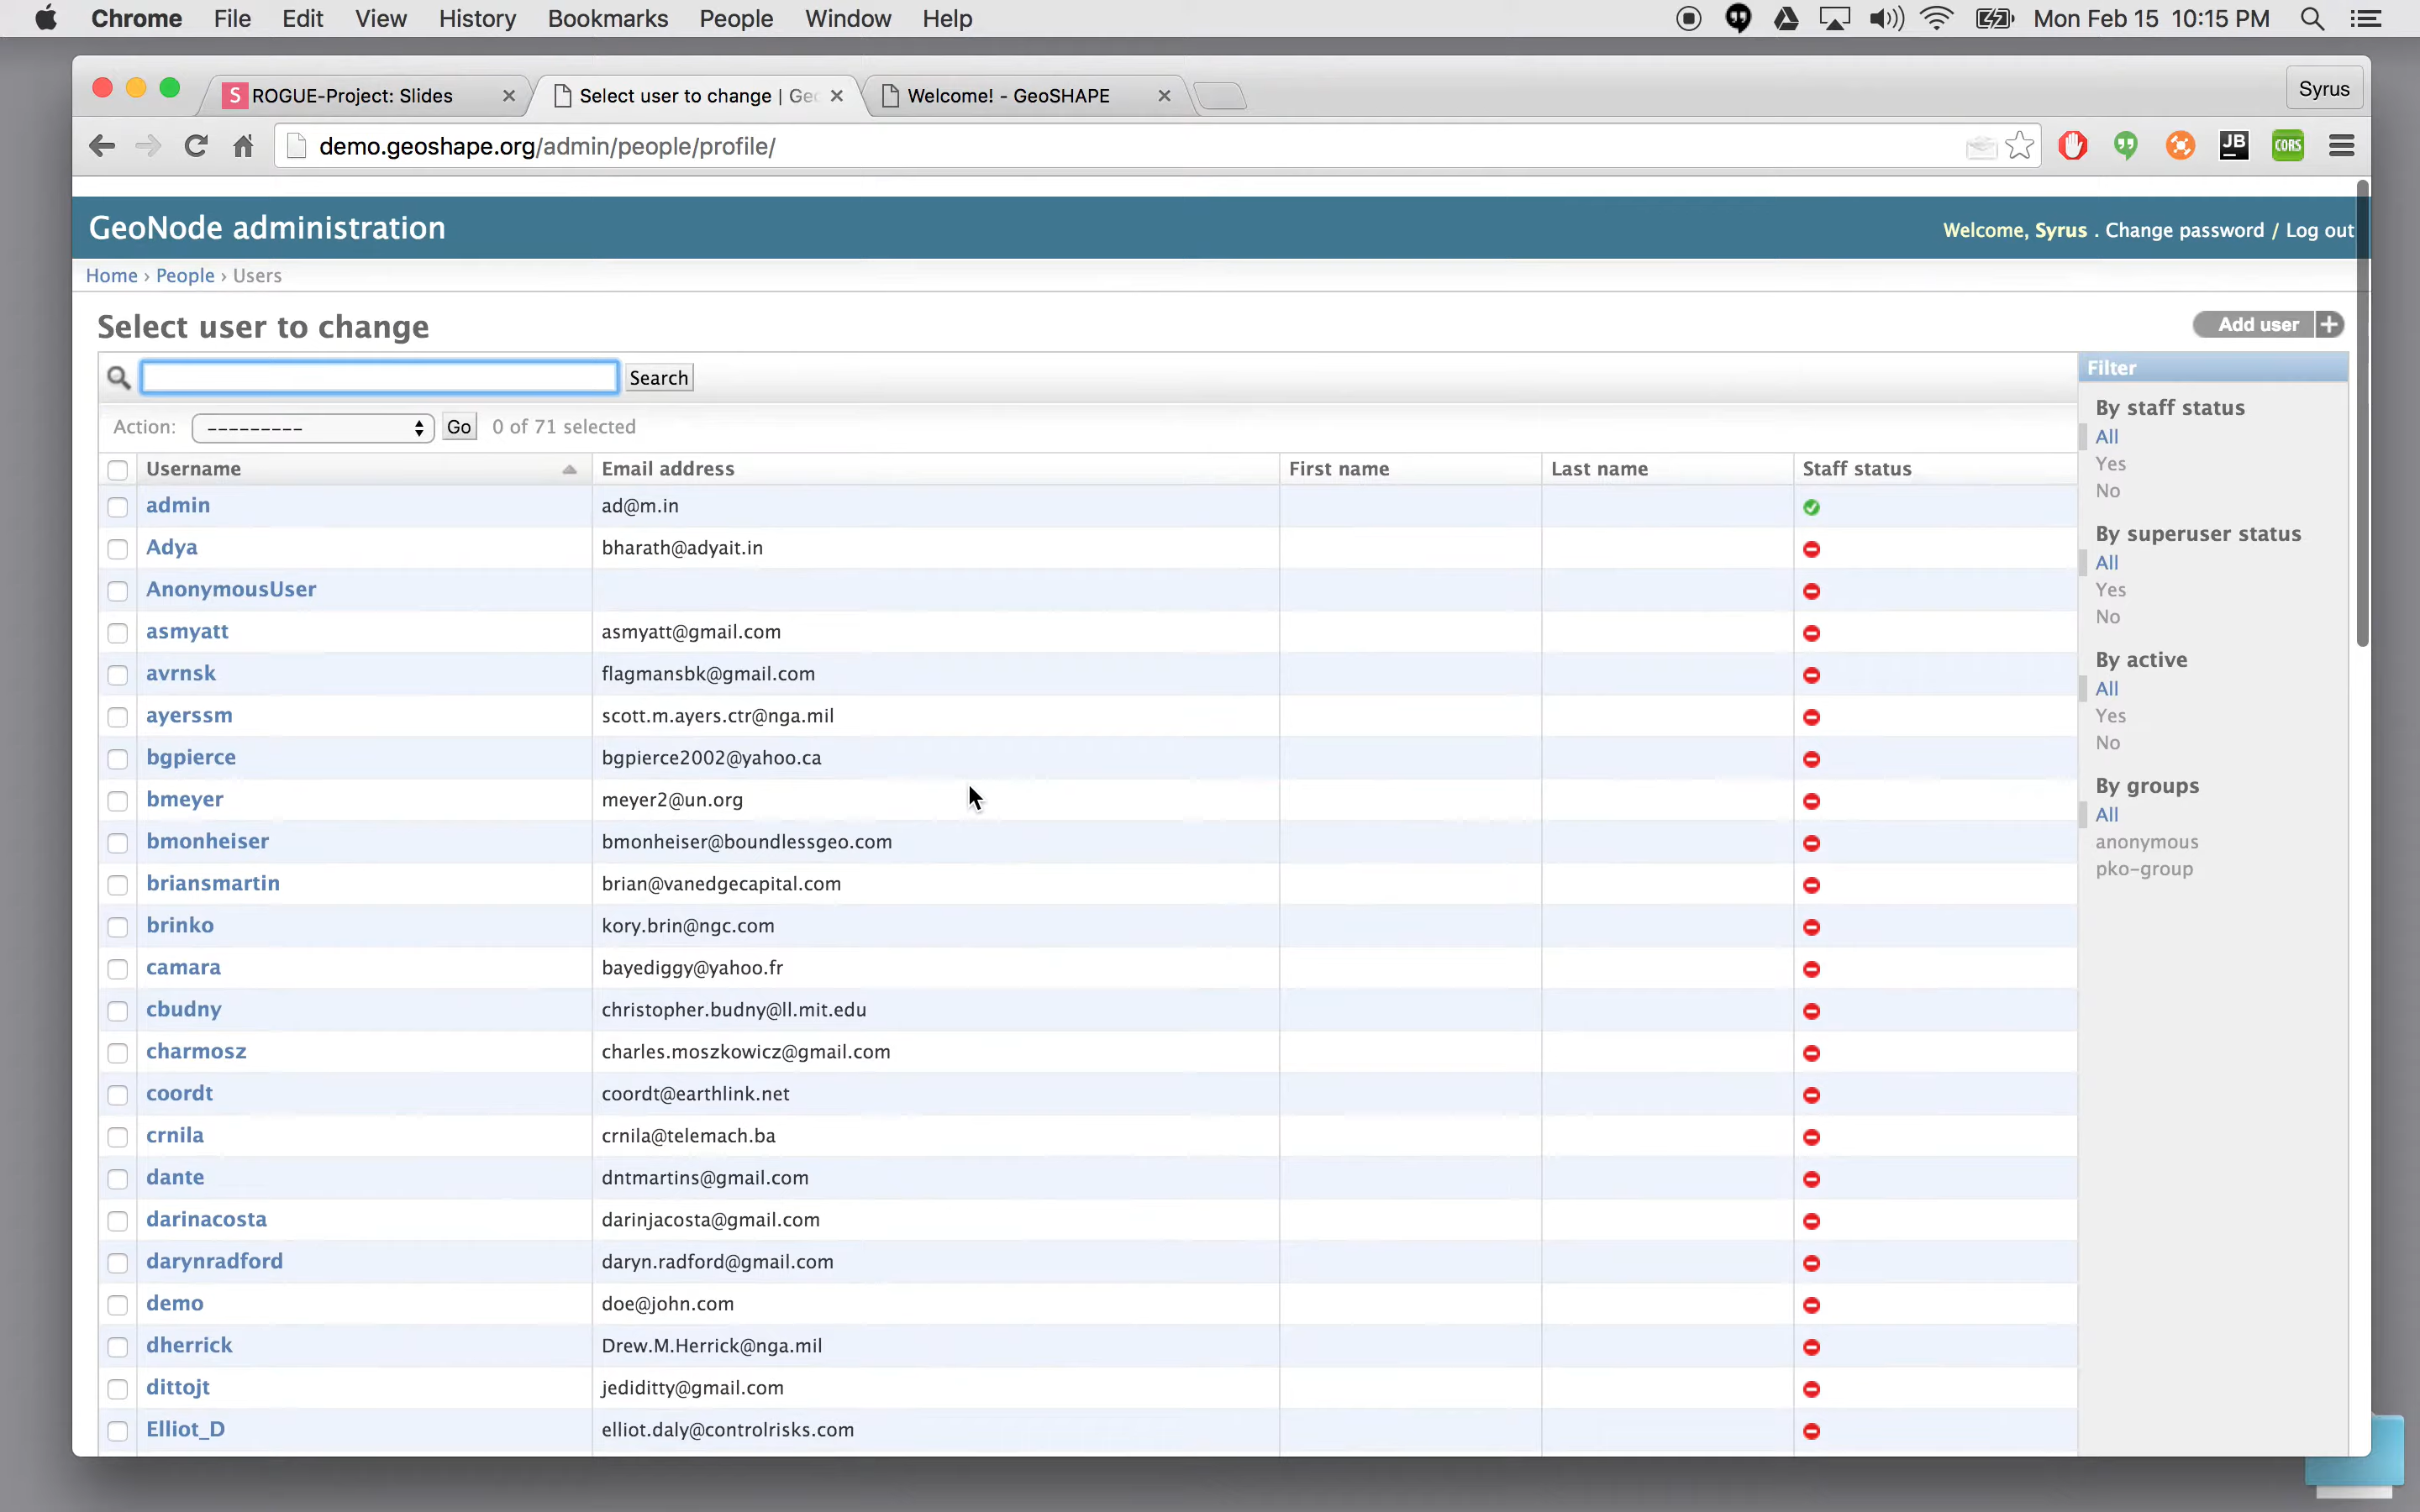 Chrome File Edit View History Bookmarks People Window Help Mon Feb 15 10:15 PM
S ROGUE-Project: Slides Select user to change | Geo Welcome! - GeoSHAPE Syrus
demo.geoshape.org/admin/people/profile/ JB CORS
GeoNode administration Welcome, Syrus . Change password / Log out
Home › People › Users
Select user to change Add user +
Search Filter
Action: --------- Go 0 of 71 selected
Username Email address First name Last name Staff status
admin ad@m.in
Adya bharath@adyait.in
AnonymousUser
asmyatt asmyatt@gmail.com
avrnsk flagmansbk@gmail.com
ayerssm scott.m.ayers.ctr@nga.mil
bgpierce bgpierce2002@yahoo.ca
bmeyer meyer2@un.org
bmonheiser bmonheiser@boundlessgeo.com
briansmartin brian@vanedgecapital.com
brinko kory.brin@ngc.com
camara bayediggy@yahoo.fr
cbudny christopher.budny@ll.mit.edu
charmosz charles.moszkowicz@gmail.com
coordt coordt@earthlink.net
crnila crnila@telemach.ba
dante dntmartins@gmail.com
darinacosta darinjacosta@gmail.com
darynradford daryn.radford@gmail.com
demo doe@john.com
dherrick Drew.M.Herrick@nga.mil
dittojt jediditty@gmail.com
Elliot_D elliot.daly@controlrisks.com
By staff status
All
Yes
No
By superuser status
All
Yes
No
By active
All
Yes
No
By groups
All
anonymous
pko-group